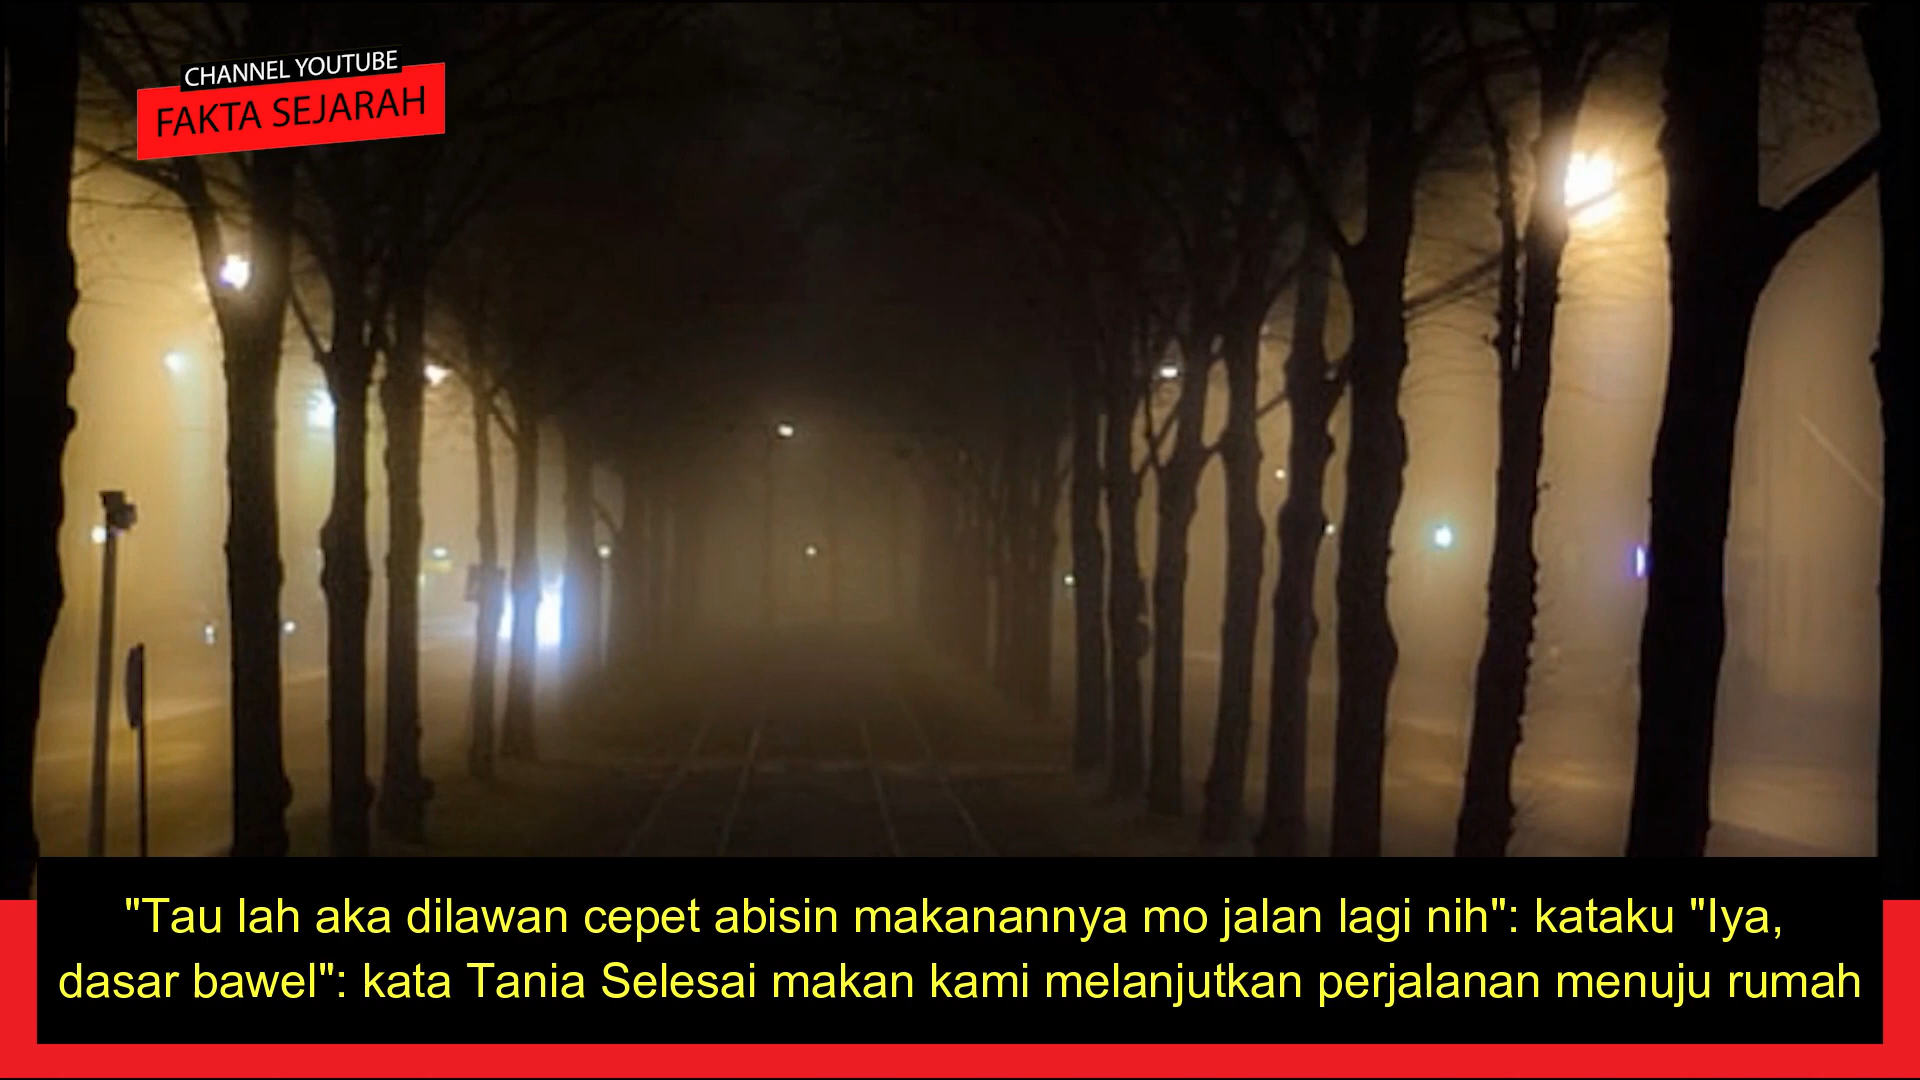 CHANNEL YOUTUBE
FAKTA SEJARAH
"Tau lah aka dilawan cepet abisin makanannya mo jalan lagi nih": kataku "Iya,
dasar bawel": kata Tania Selesai makan kami melanjutkan perjalanan menuju rumah